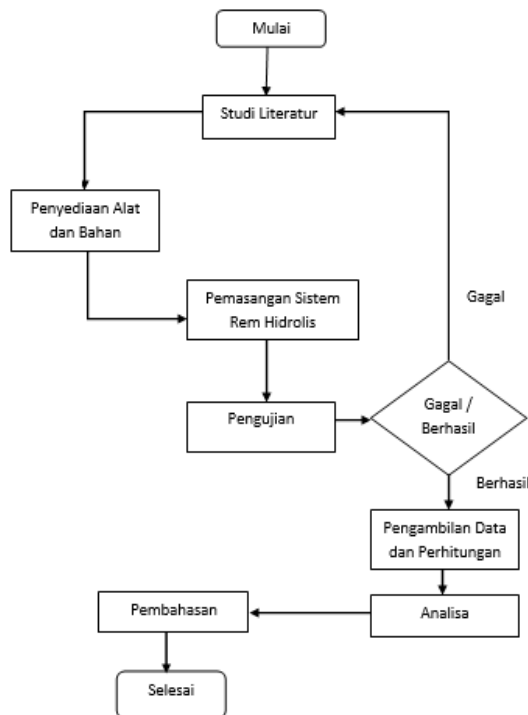 Mulai
Studi Literatur
Penyediaan Alat
dan Bahan
Pemasangan Sistem
Rem Hidrolis
Gagal
Pengujian
Gagal /
Berhasil
Berhasil
Pengambilan Data
dan Perhitungan
Analisa
Pembahasan
Selesai